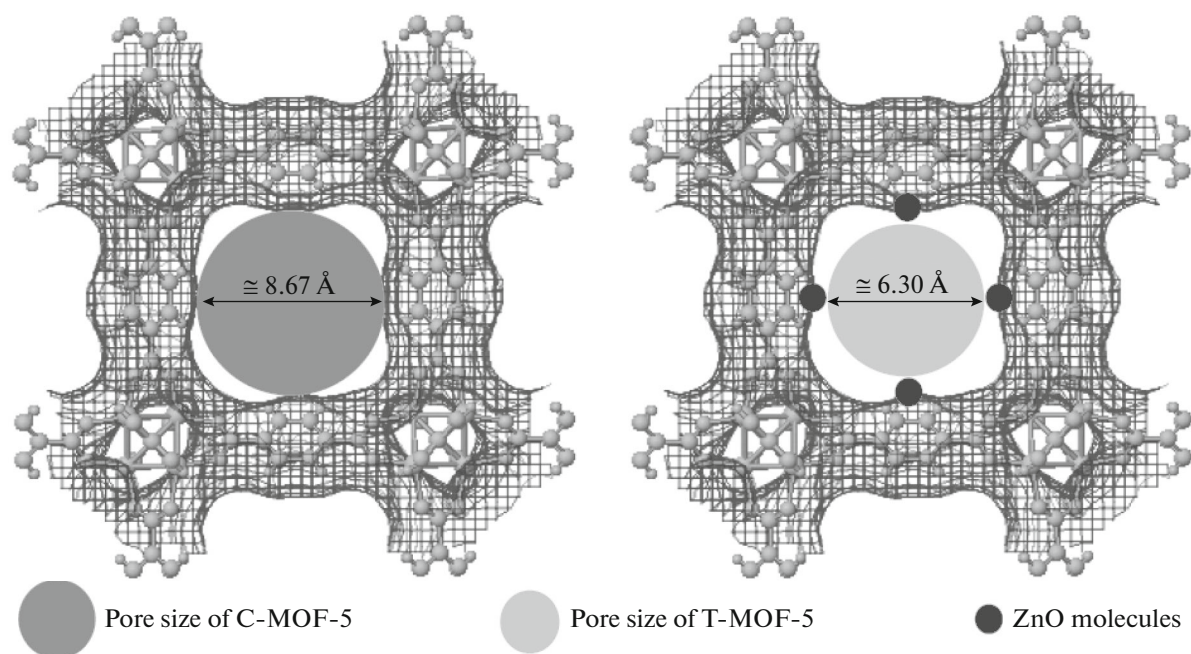 ≅ 8.67 Å
≅ 6.30 Å
Pore size of C-MOF-5
Pore size of T-MOF-5
ZnO molecules